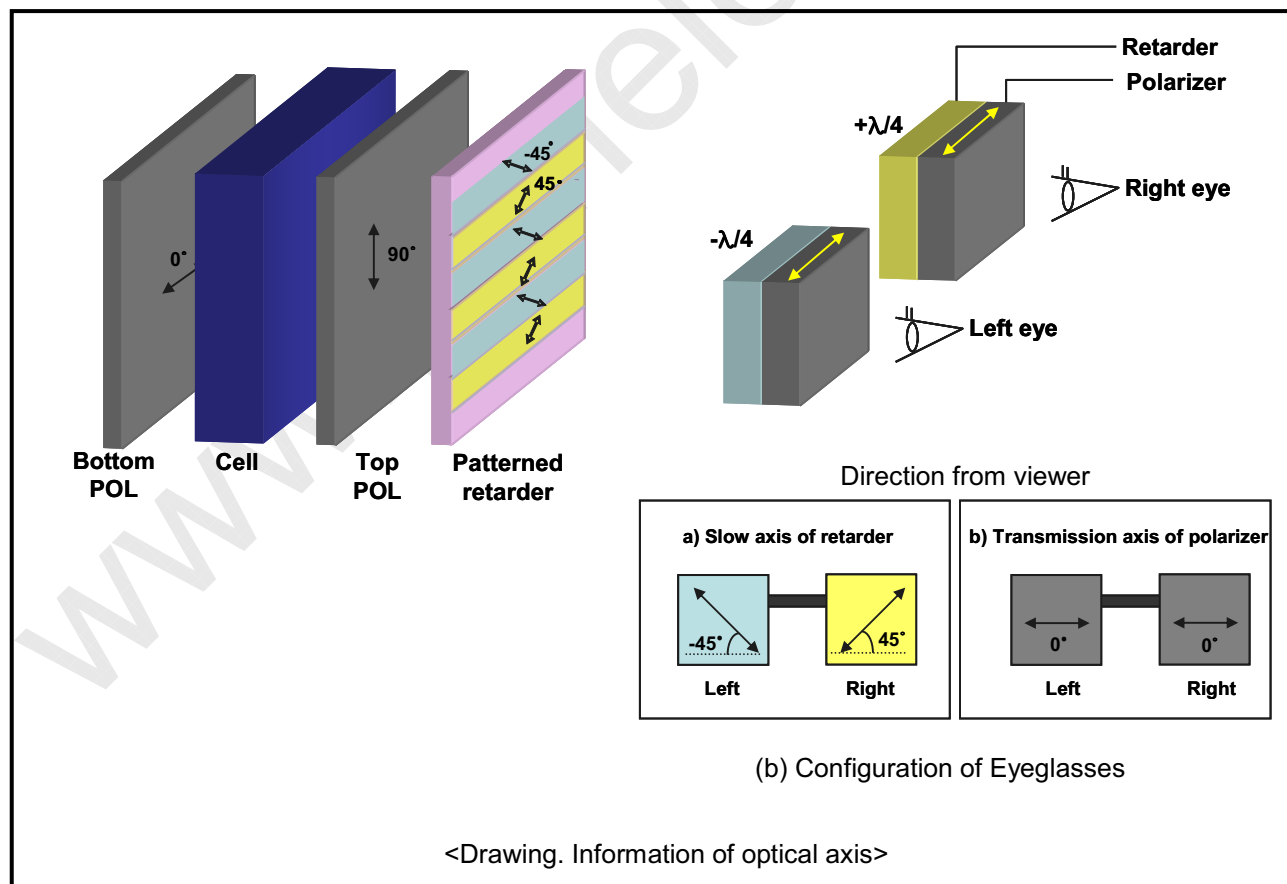 Retarder
Polarizer
+λ/4
-45°
45°
Right eye
-λ/4
0°
90°
Left eye
Bottom
POL
Cell
Top
POL
Patterned
retarder
Direction from viewer
a) Slow axis of retarder
-45°
45°
Left
Right
b) Transmission axis of polarizer
0°
0°
Left
Right
(b) Configuration of Eyeglasses
<Drawing. Information of optical axis>